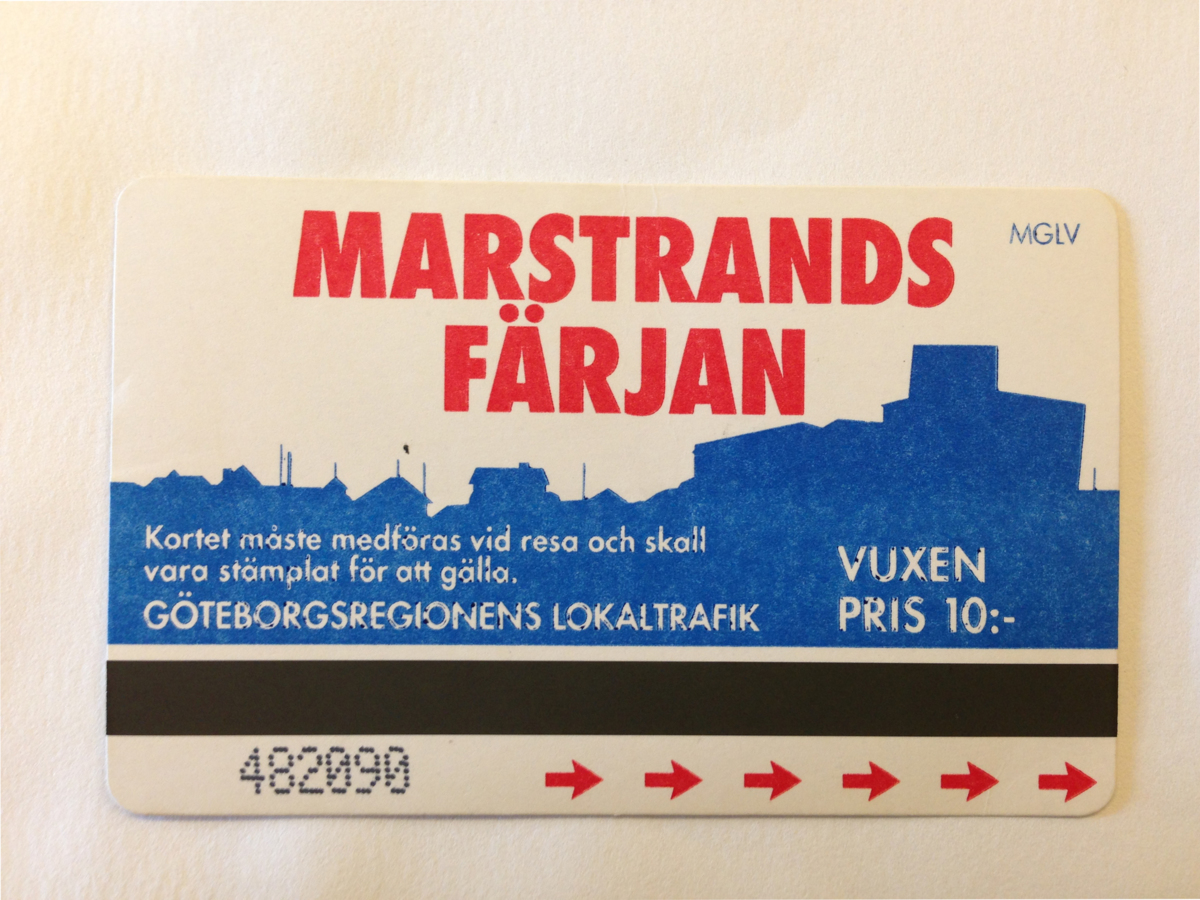 MARSTRANDS
FÄRJAN
MGLV
Kortet måste medföras vid resa och skall
vara stämplat för att gälla.
GÖTEBORGSREGIONENS LOKALTRAFIK
VUXEN
PRIS 10:-
482090